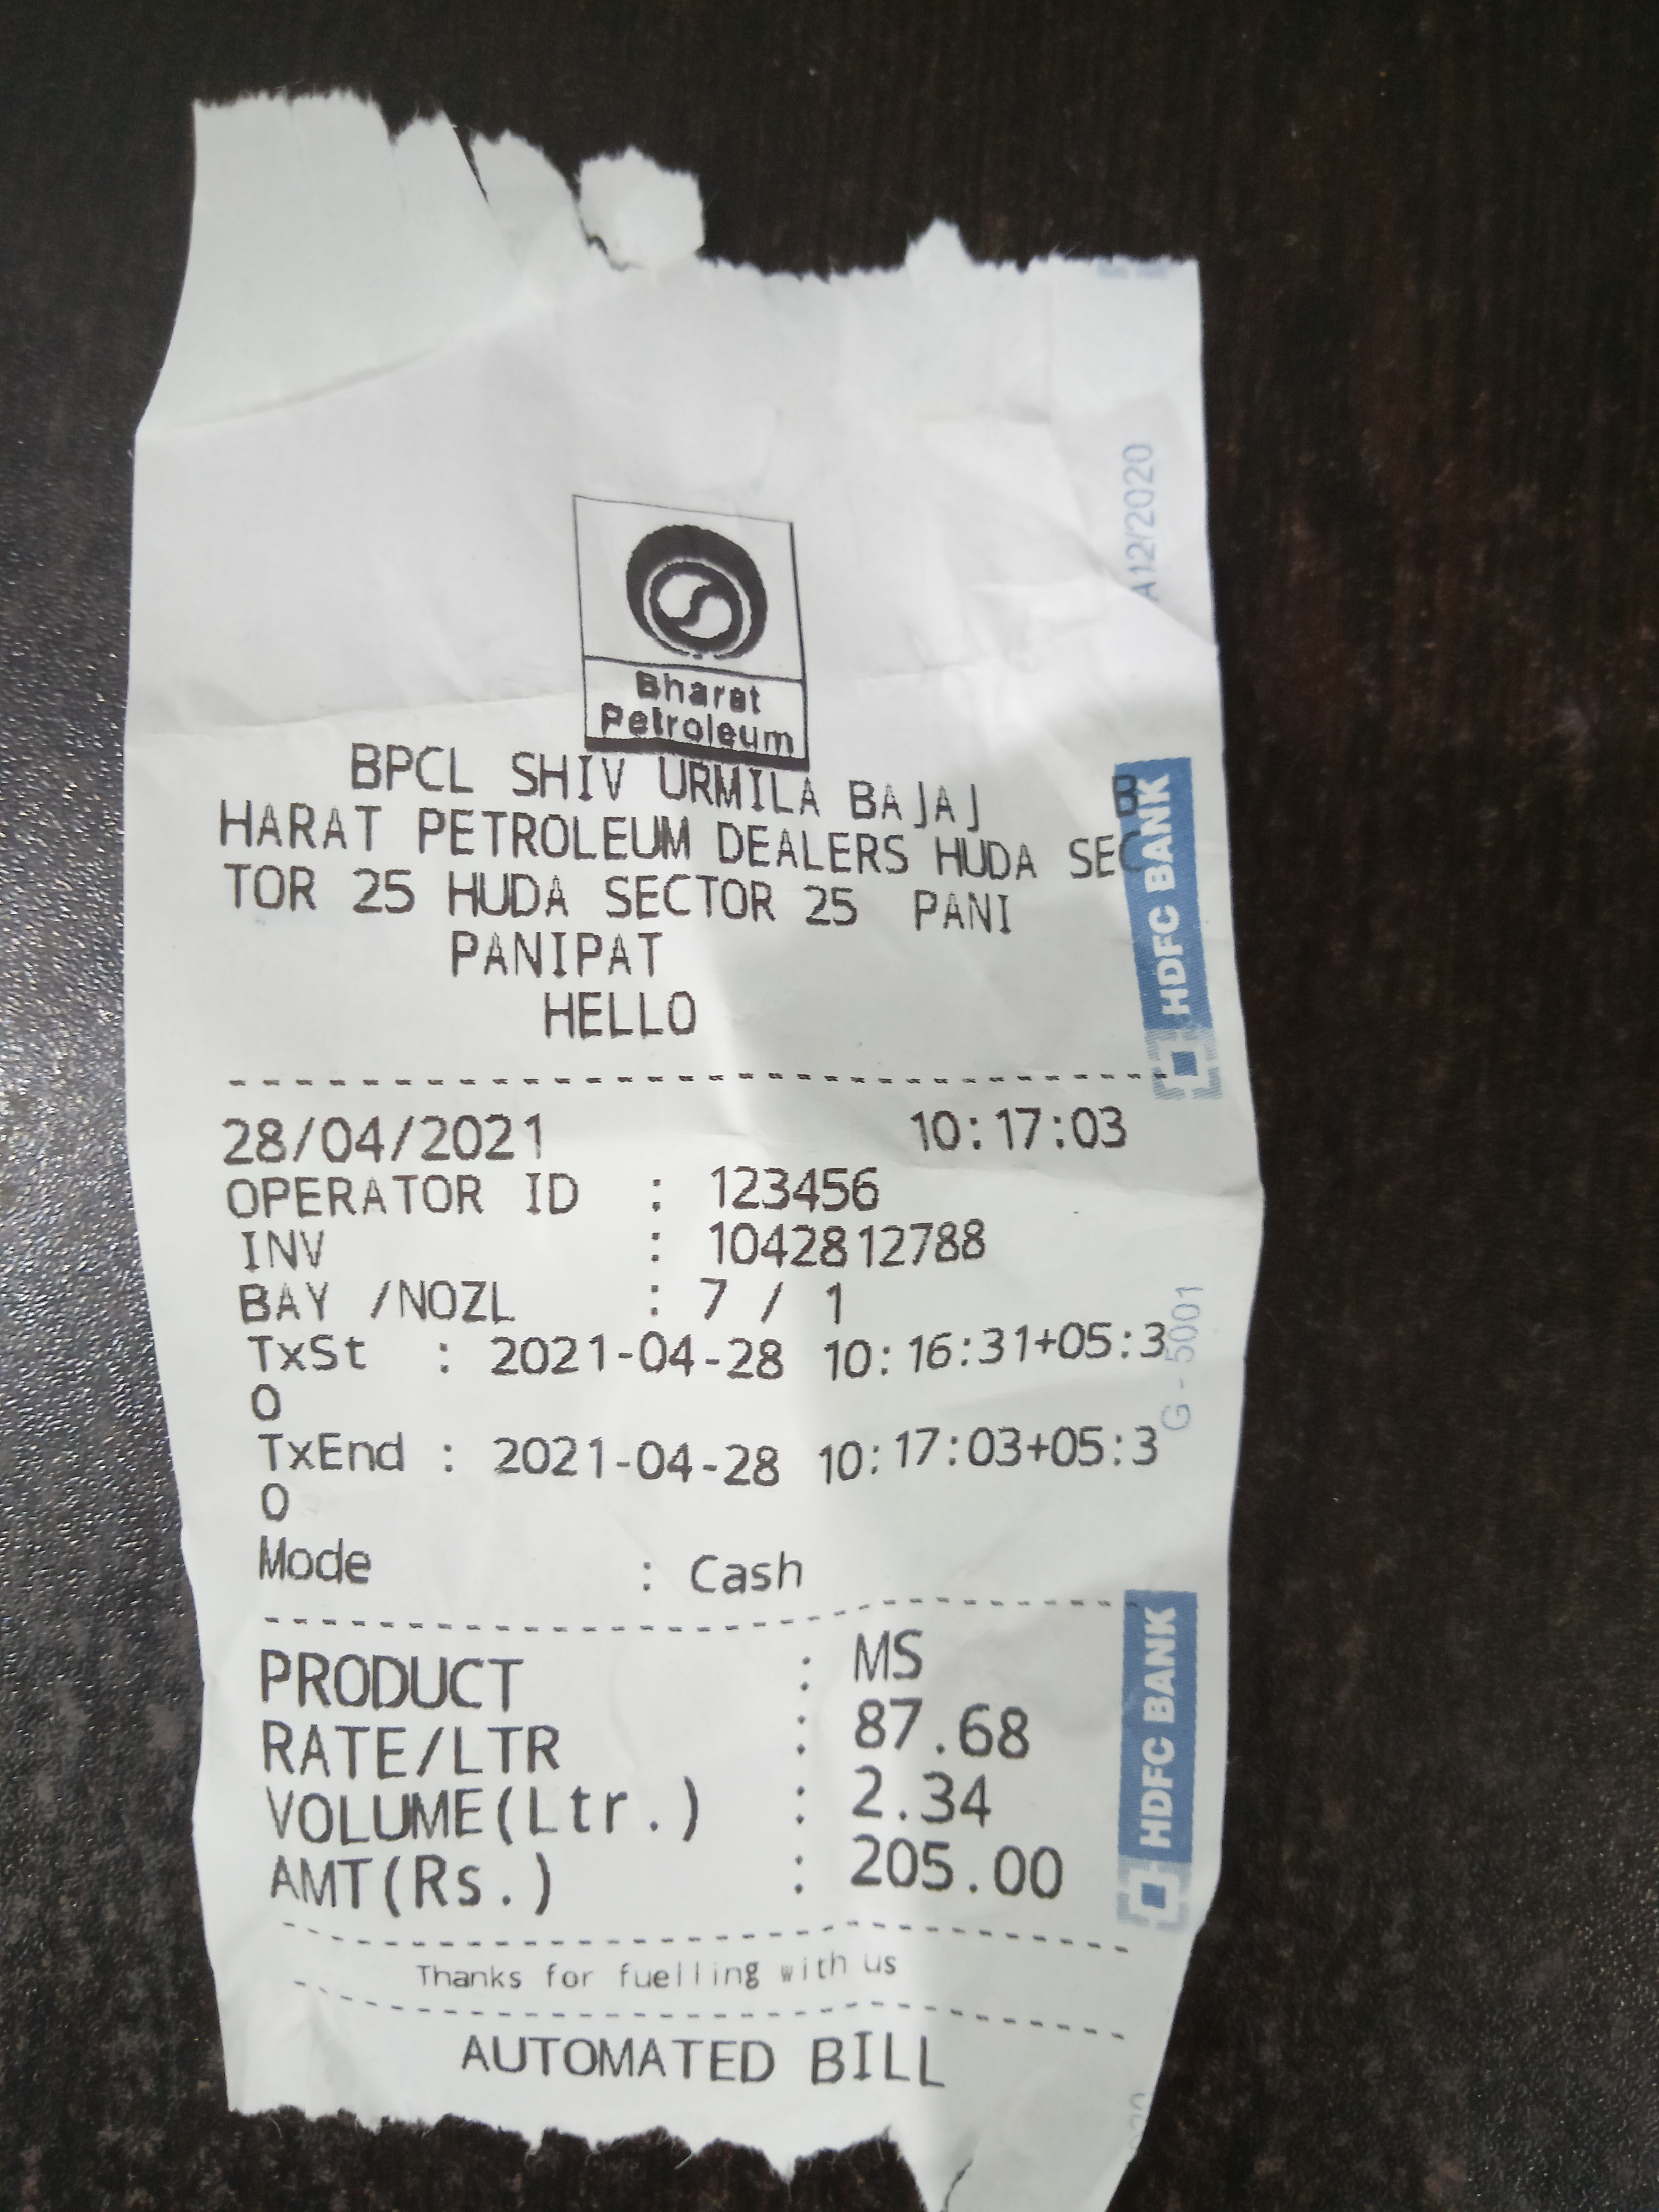 Bharat
Petroleum
BPCL SHIV URMILA BAJAJ B
HARAT PETROLEUM DEALERS HUDA SEC
TOR 25 HUDA SECTOR 25 PANI
PANIPAT
HELLO
28/04/2021 10:17:03
OPERATOR ID : 123456
INV : 1042812788
BAY /NOZL : 7 / 1
TxSt : 2021-04-28 10:16:31+05:3
0
TxEnd : 2021-04-28 10:17:03+05:3
0
Mode : Cash
PRODUCT : MS
RATE/LTR : 87.68
VOLUME(Ltr.) : 2.34
AMT(Rs.) : 205.00
Thanks for fuelling with us
AUTOMATED BILL
A12/2020
HDFC BANK
G - 5001
HDFC BANK